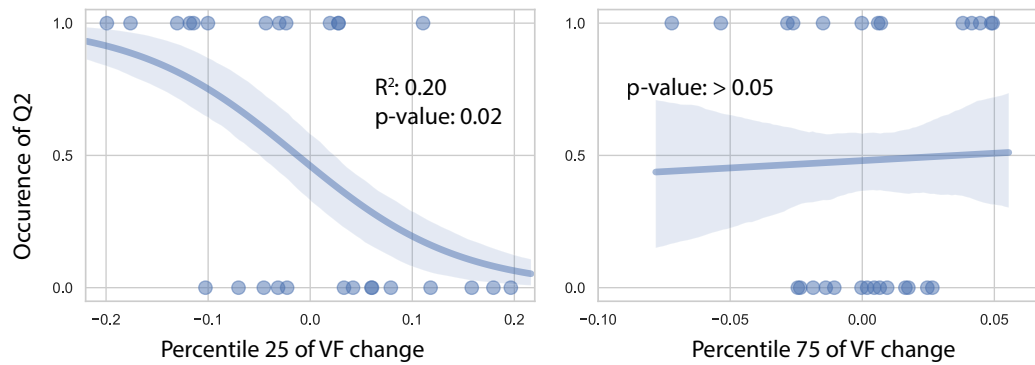 Occurence of Q2
1.0
0.5
0.0
R²: 0.20
p-value: 0.02
−0.2 −0.1 0.0 0.1 0.2
Percentile 25 of VF change
1.0
0.5
0.0
p-value: > 0.05
−0.10 −0.05 0.00 0.05
Percentile 75 of VF change